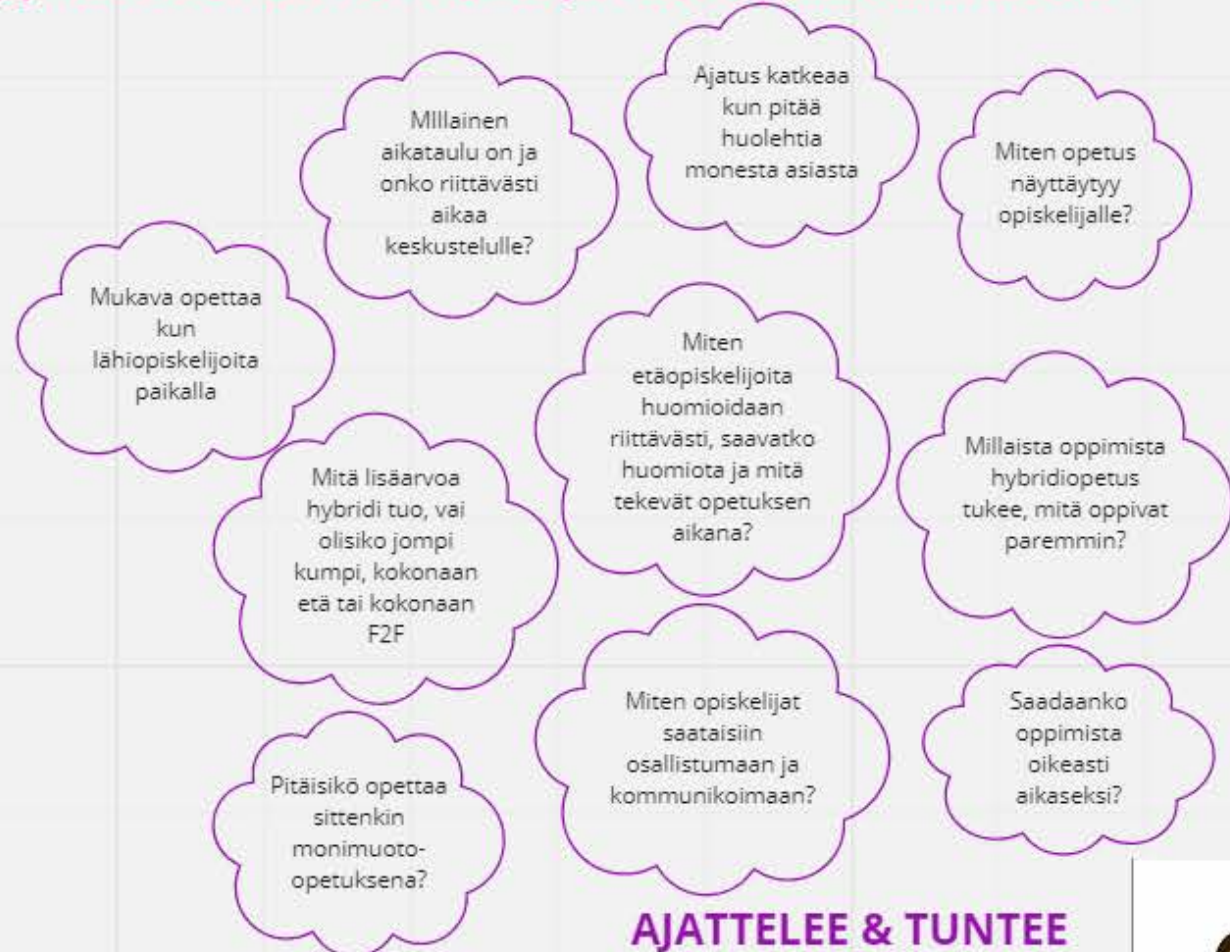 MIllainen
aikataulu on ja
onko riittävästi
aikaa
keskustelulle?
Ajatus katkeaa
kun pitää
huolehtia
monesta asiasta
Miten opetus
näyttäytyy
opiskelijalle?
Mukava opettaa
kun
lähiopiskelijoita
paikalla
Miten
etäopiskelijoita
huomioidaan
riittävästi, saavatko
huomiota ja mitä
tekevät opetuksen
aikana?
Millaista oppimista
hybridiopetus
tukee, mitä oppivat
paremmin?
Mitä lisäarvoa
hybridi tuo, vai
olisiko jompi
kumpi, kokonaan
etä tai kokonaan
F2F
Miten opiskelijat
saataisiin
osallistumaan ja
kommunikoimaan?
Saadaanko
oppimista
oikeasti
aikaseksi?
Pitäisikö opettaa
sittenkin
monimuoto-
opetuksena?
AJATTELEE & TUNTEE